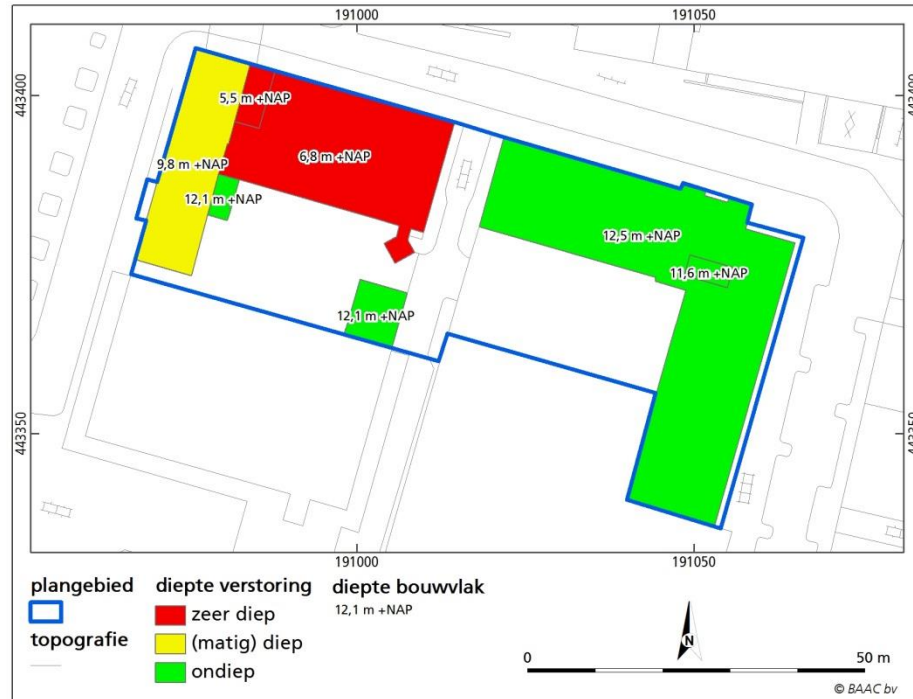 191000
191050
443400
443400
5,5 m +NAP
6,8 m +NAP
9,8 m +NAP
12,1 m +NAP
12,5 m +NAP
11,6 m +NAP
12,1 m +NAP
443350
443350
191000
191050
plangebied
topografie
diepte verstoring
zeer diep
(matig) diep
ondiep
diepte bouwvlak
12,1 m +NAP
N
0
50 m
© BAAC bv